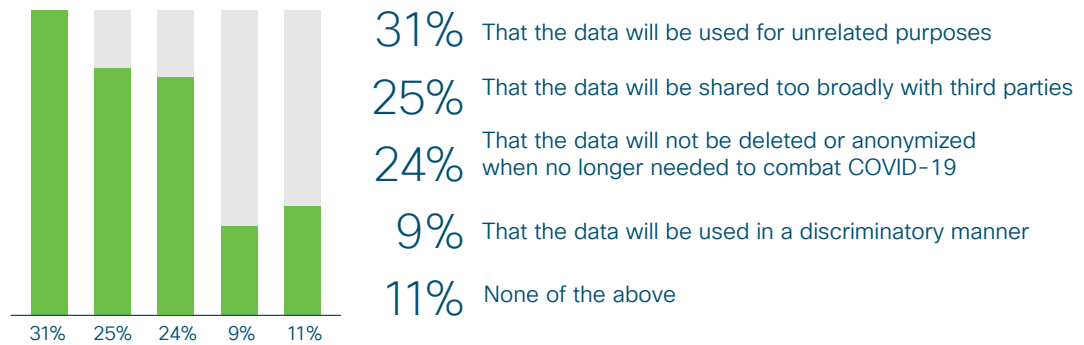 31% That the data will be used for unrelated purposes
25% That the data will be shared too broadly with third parties
24% That the data will not be deleted or anonymized
when no longer needed to combat COVID-19
9% That the data will be used in a discriminatory manner
11% None of the above
31% 25% 24% 9% 11%